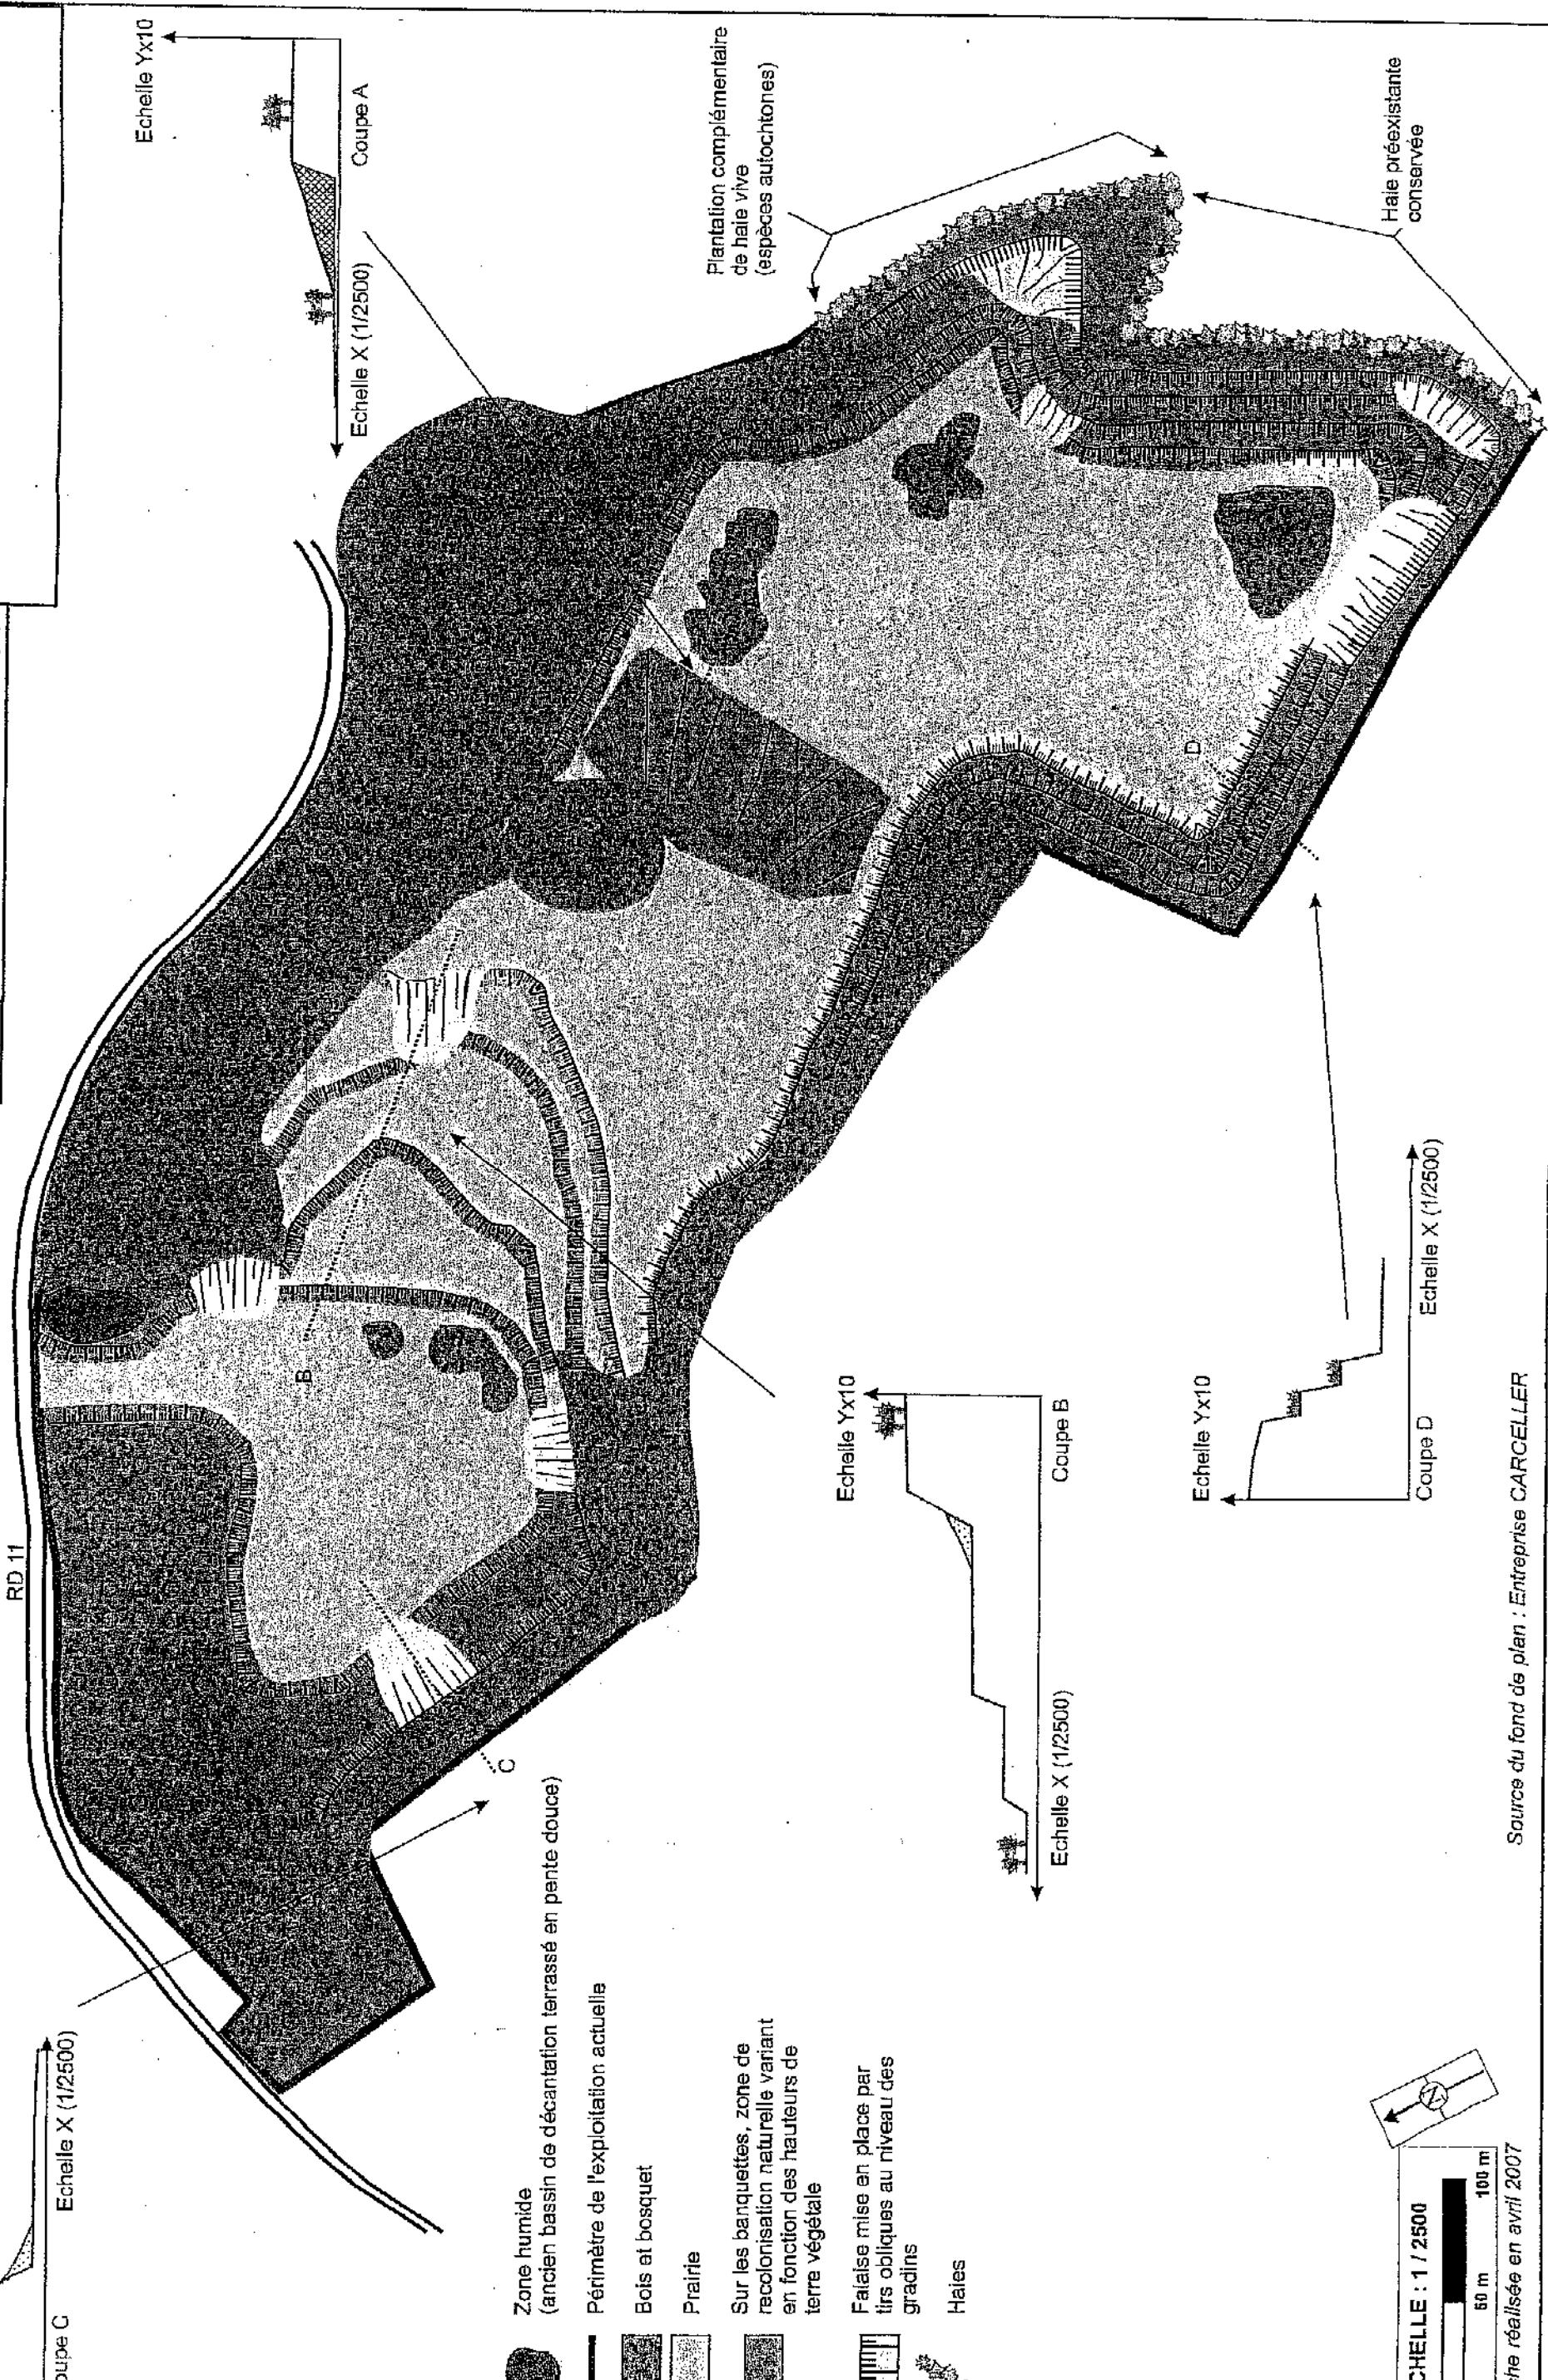 RD 11
Echelle Yx10
Coupe A
Echelle X (1/2500)
Plantation complémentaire
de haie vive
(espèces autochtones)
Haie préexistante
conservée
D
B
C
Echelle Yx10
Coupe B
Echelle X (1/2500)
Echelle Yx10
Coupe D
Echelle X (1/2500)
Echelle X (1/2500)
oupe C
Zone humide
(ancien bassin de décantation terrassé en pente douce)
Périmètre de l'exploitation actuelle
Bois et bosquet
Prairie
Sur les banquettes, zone de
recolonisation naturelle variant
en fonction des hauteurs de
terre végétale
Falaise mise en place par
tirs obliques au niveau des
gradins
Haies
CHELLE : 1 / 2500
50 m 100 m
N
he réalisée en avril 2007
Source du fond de plan : Entreprise CARCELLER